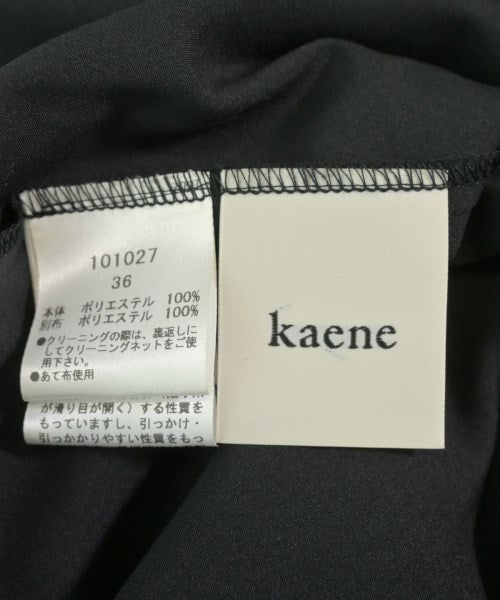 101027
36
本体 ポリエステル 100%
別布 ポリエステル 100%
●クリーニングの際は、裏返しに
してクリーニングネットをご使
用下さい。
●あて布使用
が滑り目が開く)する性質を
もっていますし、引っかけ・
引っかかりやすい性質をもっ
kaene